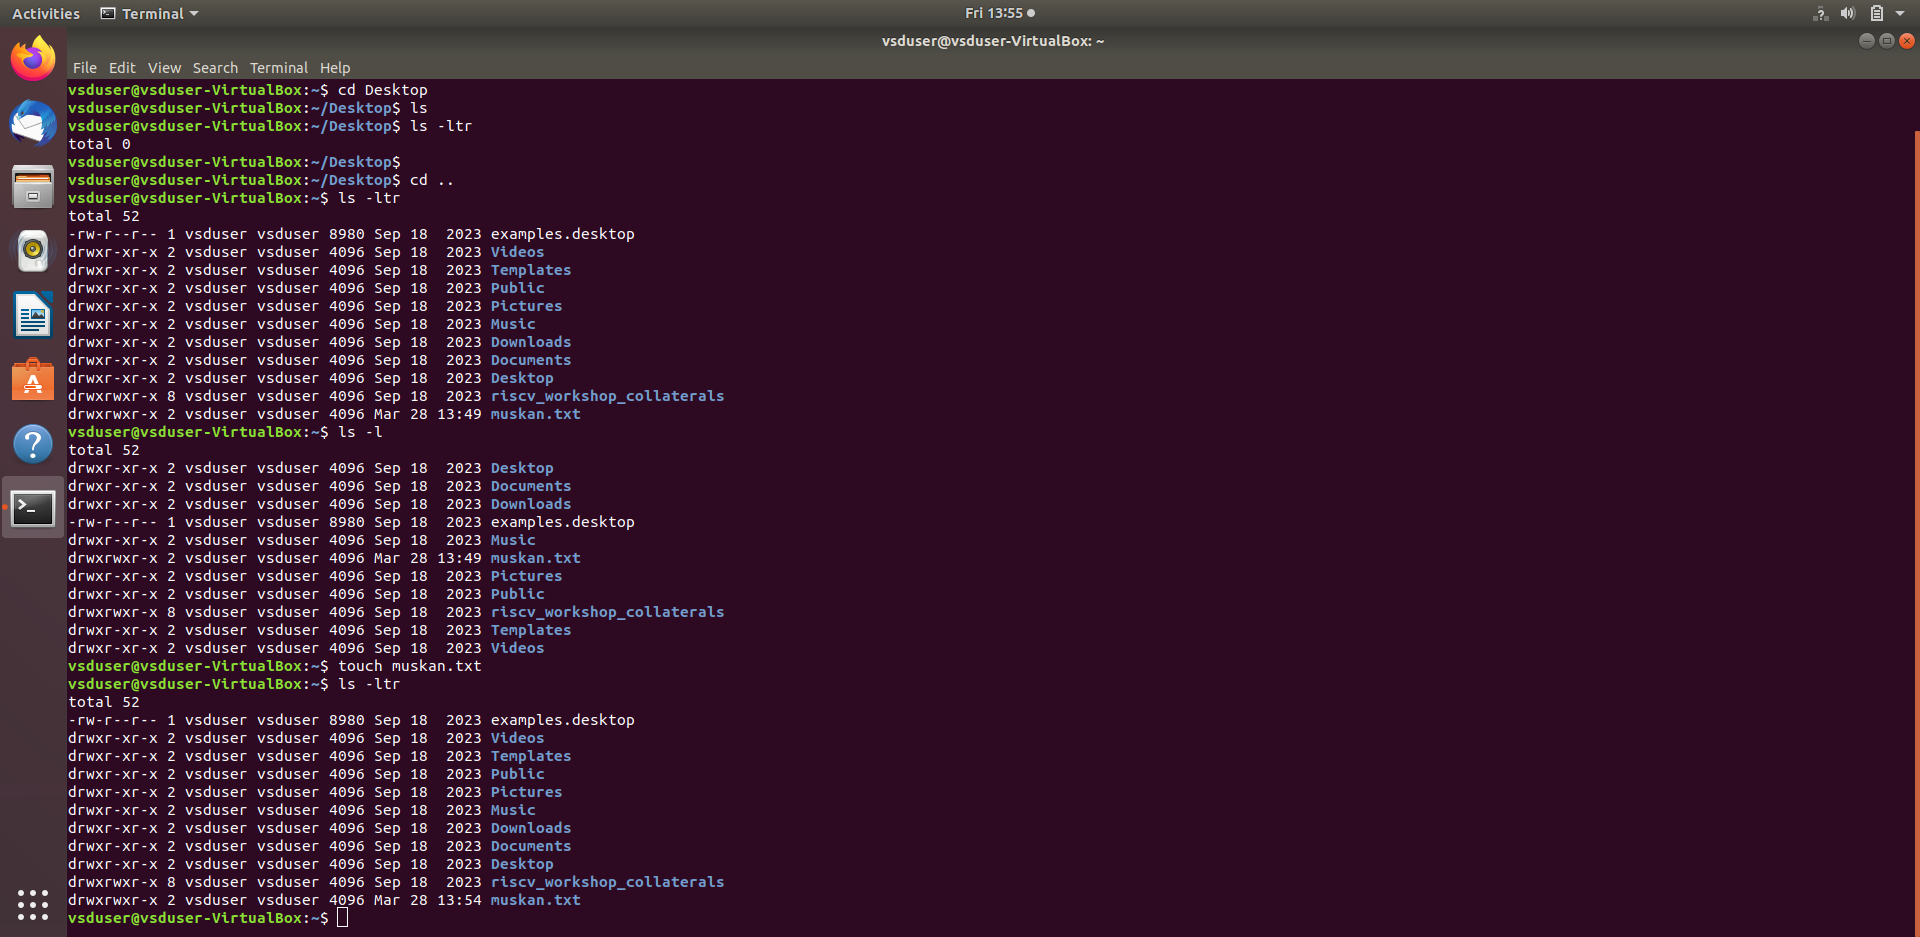 Activities Terminal Fri 13:55
vsduser@vsduser-VirtualBox: ~
File Edit View Search Terminal Help
vsduser@vsduser-VirtualBox:~$ cd Desktop
vsduser@vsduser-VirtualBox:~/Desktop$ ls
vsduser@vsduser-VirtualBox:~/Desktop$ ls -ltr
total 0
vsduser@vsduser-VirtualBox:~/Desktop$
vsduser@vsduser-VirtualBox:~/Desktop$ cd ..
vsduser@vsduser-VirtualBox:~$ ls -ltr
total 52
-rw-r--r-- 1 vsduser vsduser 8980 Sep 18  2023 examples.desktop
drwxr-xr-x 2 vsduser vsduser 4096 Sep 18  2023 Videos
drwxr-xr-x 2 vsduser vsduser 4096 Sep 18  2023 Templates
drwxr-xr-x 2 vsduser vsduser 4096 Sep 18  2023 Public
drwxr-xr-x 2 vsduser vsduser 4096 Sep 18  2023 Pictures
drwxr-xr-x 2 vsduser vsduser 4096 Sep 18  2023 Music
drwxr-xr-x 2 vsduser vsduser 4096 Sep 18  2023 Downloads
drwxr-xr-x 2 vsduser vsduser 4096 Sep 18  2023 Documents
drwxr-xr-x 2 vsduser vsduser 4096 Sep 18  2023 Desktop
drwxrwxr-x 8 vsduser vsduser 4096 Sep 18  2023 riscv_workshop_collaterals
drwxrwxr-x 2 vsduser vsduser 4096 Mar 28 13:49 muskan.txt
vsduser@vsduser-VirtualBox:~$ ls -l
total 52
drwxr-xr-x 2 vsduser vsduser 4096 Sep 18  2023 Desktop
drwxr-xr-x 2 vsduser vsduser 4096 Sep 18  2023 Documents
drwxr-xr-x 2 vsduser vsduser 4096 Sep 18  2023 Downloads
-rw-r--r-- 1 vsduser vsduser 8980 Sep 18  2023 examples.desktop
drwxr-xr-x 2 vsduser vsduser 4096 Sep 18  2023 Music
drwxrwxr-x 2 vsduser vsduser 4096 Mar 28 13:49 muskan.txt
drwxr-xr-x 2 vsduser vsduser 4096 Sep 18  2023 Pictures
drwxr-xr-x 2 vsduser vsduser 4096 Sep 18  2023 Public
drwxrwxr-x 8 vsduser vsduser 4096 Sep 18  2023 riscv_workshop_collaterals
drwxr-xr-x 2 vsduser vsduser 4096 Sep 18  2023 Templates
drwxr-xr-x 2 vsduser vsduser 4096 Sep 18  2023 Videos
vsduser@vsduser-VirtualBox:~$ touch muskan.txt
vsduser@vsduser-VirtualBox:~$ ls -ltr
total 52
-rw-r--r-- 1 vsduser vsduser 8980 Sep 18  2023 examples.desktop
drwxr-xr-x 2 vsduser vsduser 4096 Sep 18  2023 Videos
drwxr-xr-x 2 vsduser vsduser 4096 Sep 18  2023 Templates
drwxr-xr-x 2 vsduser vsduser 4096 Sep 18  2023 Public
drwxr-xr-x 2 vsduser vsduser 4096 Sep 18  2023 Pictures
drwxr-xr-x 2 vsduser vsduser 4096 Sep 18  2023 Music
drwxr-xr-x 2 vsduser vsduser 4096 Sep 18  2023 Downloads
drwxr-xr-x 2 vsduser vsduser 4096 Sep 18  2023 Documents
drwxr-xr-x 2 vsduser vsduser 4096 Sep 18  2023 Desktop
drwxrwxr-x 8 vsduser vsduser 4096 Sep 18  2023 riscv_workshop_collaterals
drwxrwxr-x 2 vsduser vsduser 4096 Mar 28 13:54 muskan.txt
vsduser@vsduser-VirtualBox:~$